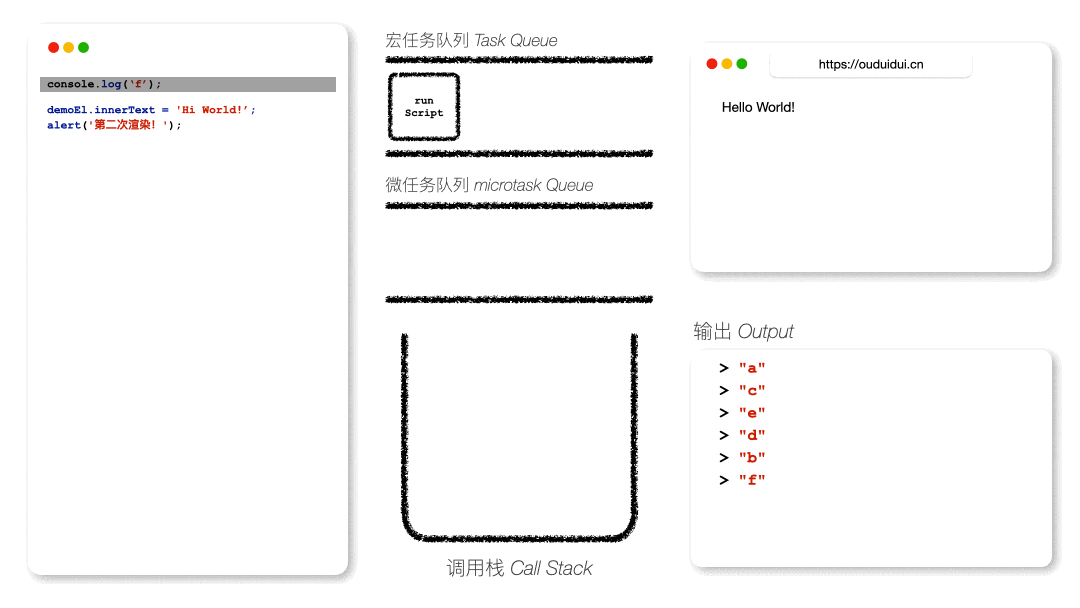 console.log(‘f’);
demoEl.innerText = 'Hi World!’;
alert('第二次渲染！');
宏任务队列 Task Queue
run
Script
微任务队列 microtask Queue
调用栈 Call Stack
https://ouduidui.cn
Hello World!
输出 Output
> "a"
> "c"
> "e"
> "d"
> "b"
> "f"